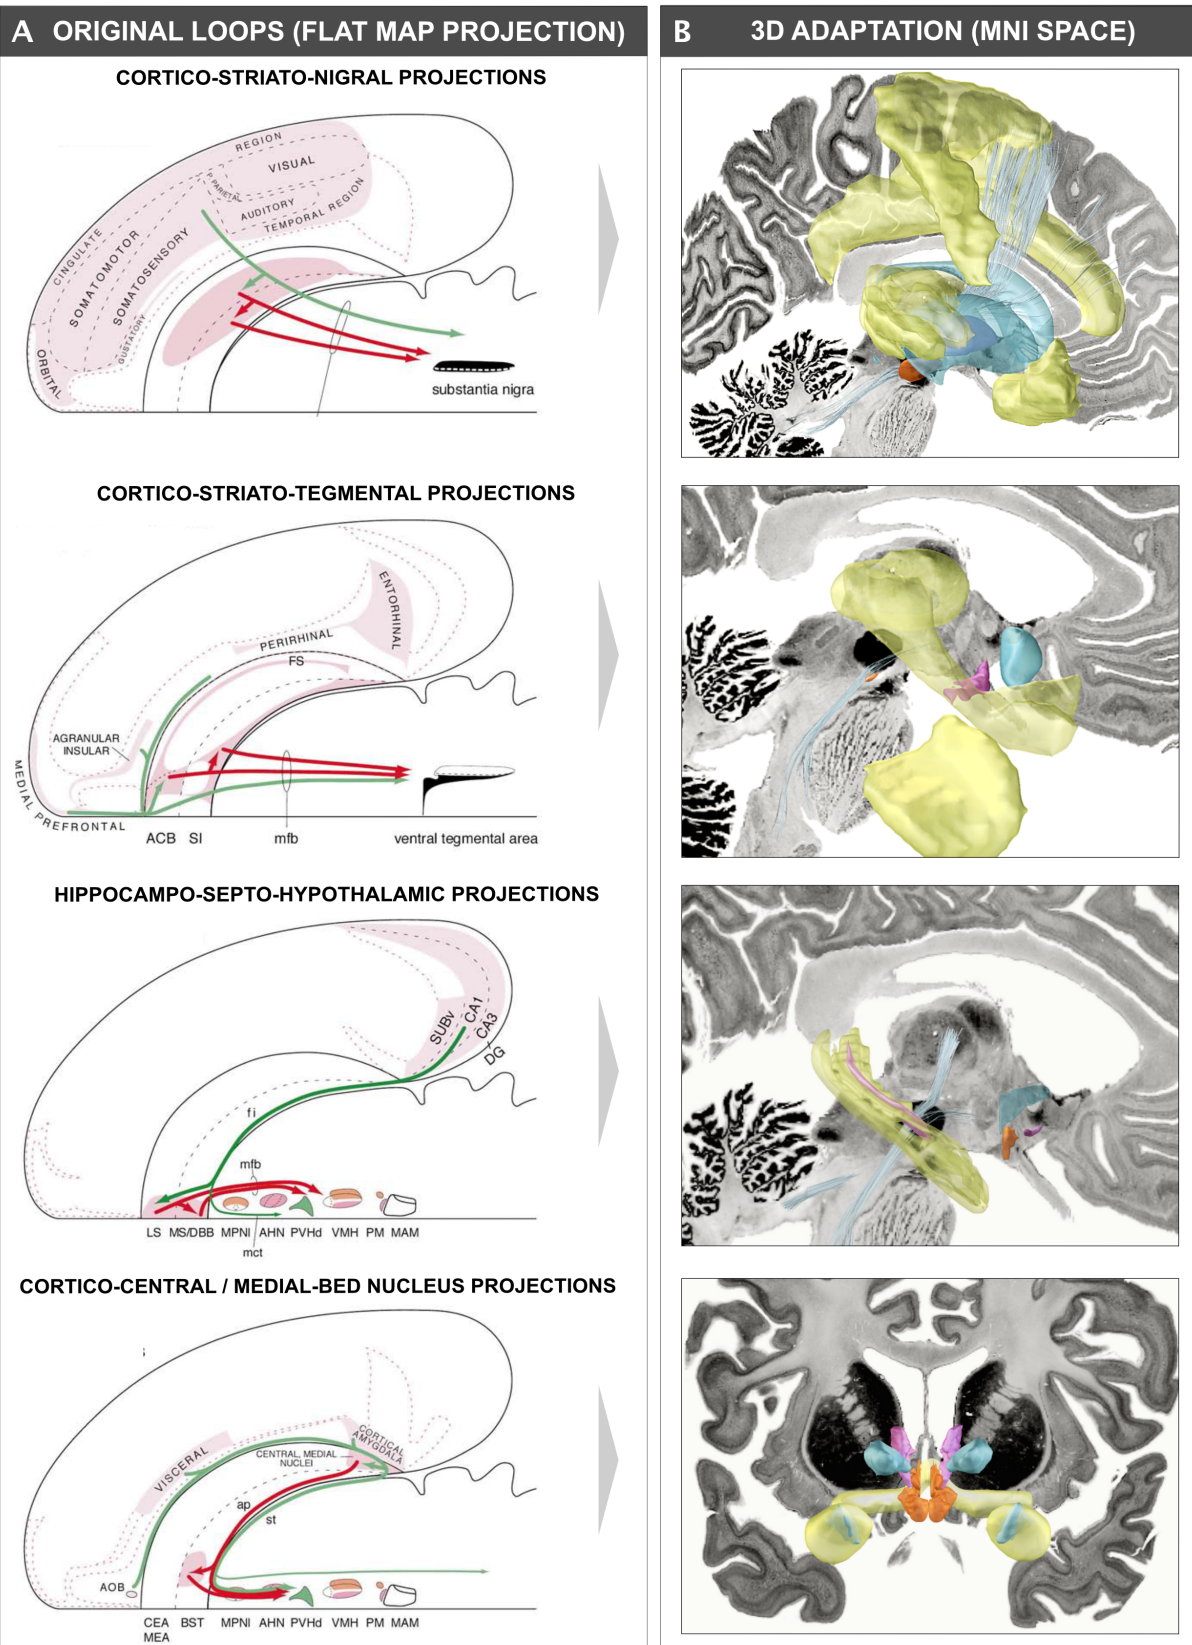 A ORIGINAL LOOPS (FLAT MAP PROJECTION)
B 3D ADAPTATION (MNI SPACE)
CORTICO-STRIATO-NIGRAL PROJECTIONS
REGION
VISUAL
P. PARIETAL
AUDITORY
TEMPORAL REGION
CINGULATE
SOMATOMOTOR
SOMATOSENSORY
GUSTATORY
ORBITAL
substantia nigra
CORTICO-STRIATO-TEGMENTAL PROJECTIONS
ENTORHINAL
PERIRHINAL
FS
AGRANULAR
INSULAR
MEDIAL PREFRONTAL
ACB SI mfb ventral tegmental area
HIPPOCAMPO-SEPTO-HYPOTHALAMIC PROJECTIONS
SUBv
CA1
CA3
DG
fi
mfb
LS MS/DBB MPNl AHN PVHd VMH PM MAM
mct
CORTICO-CENTRAL / MEDIAL-BED NUCLEUS PROJECTIONS
VISCERAL
CORTICAL
AMYGDALA
CENTRAL, MEDIAL
NUCLEI
ap
st
AOB
CEA BST MPNl AHN PVHd VMH PM MAM
MEA